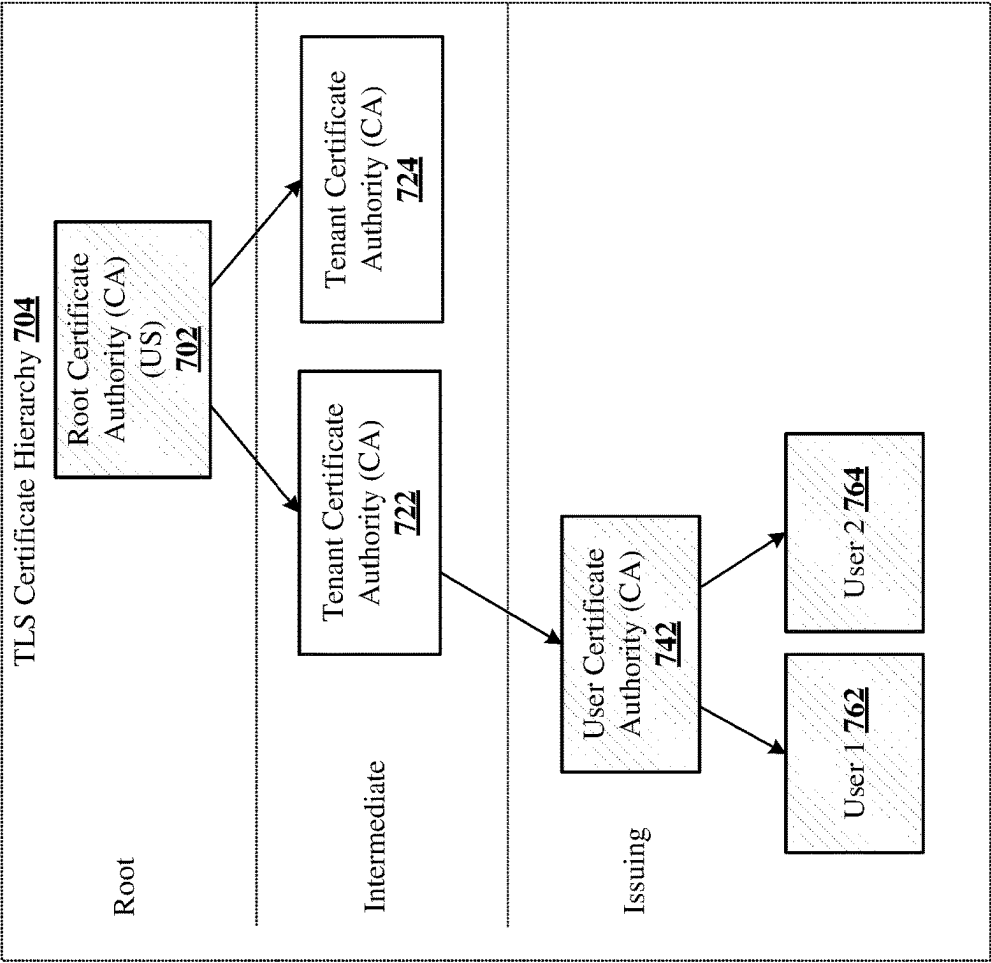 TLS Certificate Hierarchy 704
Root
Root Certificate
Authority (CA)
(US)
702
Intermediate
Tenant Certificate
Authority (CA)
722
Tenant Certificate
Authority (CA)
724
Issuing
User Certificate
Authority (CA)
742
User 1 762
User 2 764